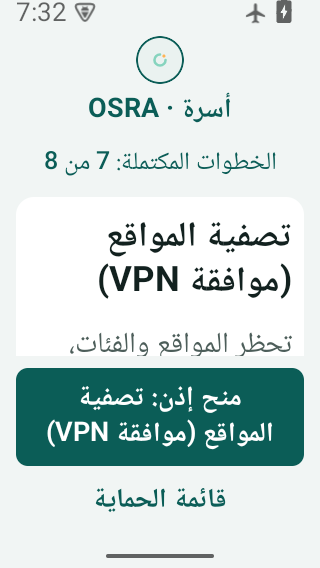 7:32
أسرة · OSRA
الخطوات المكتملة: 7 من 8
تصفية المواقع
(موافقة VPN)
تحظر المواقع والفئات،
منح إذن: تصفية
المواقع (موافقة VPN)
قائمة الحماية